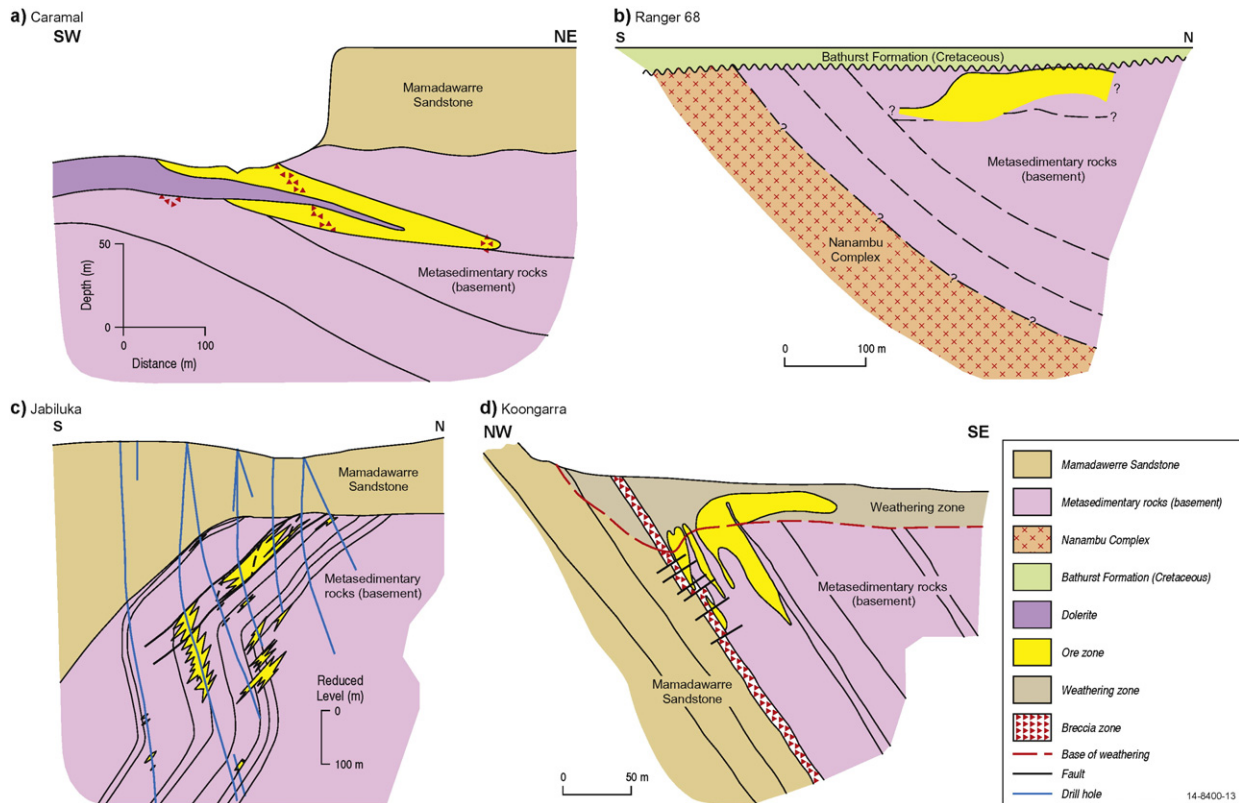 a) Caramal
SW
NE
Mamadawarre
Sandstone
Metasedimentary rocks
(basement)
Depth (m)
50
0
0
100
Distance (m)
b) Ranger 68
S
N
Bathurst Formation (Cretaceous)
?
?
?
?
Metasedimentary rocks
(basement)
?
Nanambu
Complex
?
?
0
100 m
c) Jabiluka
S
N
Mamadawarre
Sandstone
Metasedimentary
rocks (basement)
Reduced
Level (m)
0
100 m
d) Koongarra
NW
SE
Weathering zone
Metasedimentary rocks
(basement)
Mamadawarre
Sandstone
0
50 m
Mamadawerre Sandstone
Metasedimentary rocks (basement)
Nanambu Complex
Bathurst Formation (Cretaceous)
Dolerite
Ore zone
Weathering zone
Breccia zone
Base of weathering
Fault
Drill hole
14-8400-13